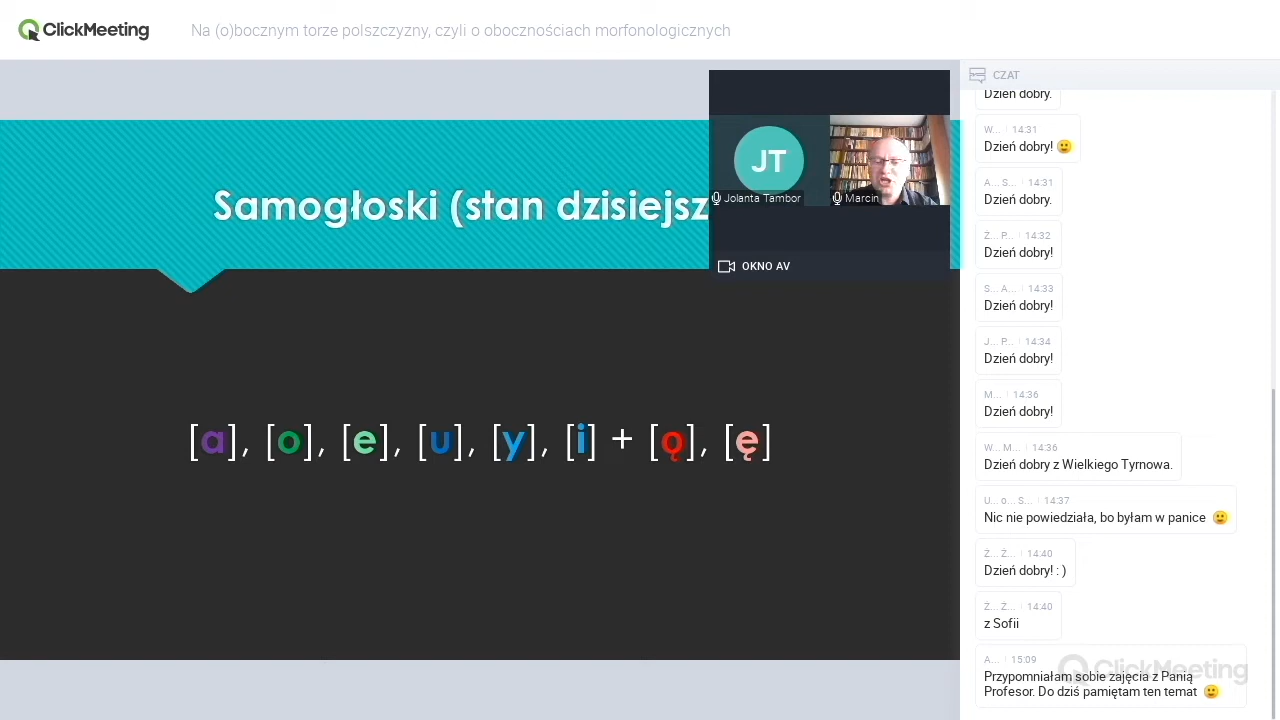 ClickMeeting
Na (o)bocznym torze polszczyzny, czyli o obocznościach morfonologicznych
CZAT
Samogłoski (stan dzisiejsz
JT
Jolanta Tambor
Marcin
OKNO AV
[a], [o], [e], [u], [y], [i] + [ǫ], [ę]
Dzień dobry.
W... 14:31
Dzień dobry! 🙂
A... S... 14:31
Dzień dobry.
Z... P... 14:32
Dzień dobry!
S... A... 14:33
Dzień dobry!
J... P... 14:34
Dzień dobry!
M... 14:36
Dzień dobry!
W... M... 14:36
Dzień dobry z Wielkiego Tyrnowa.
U... o... S... 14:37
Nic nie powiedziała, bo byłam w panice 🙂
Ż... Ż... 14:40
Dzień dobry! : )
Ż... Ż... 14:40
z Sofii
A... 15:09
Przypomniałam sobie zajęcia z Panią
Profesor. Do dziś pamiętam ten temat 🙂
ClickMeeting